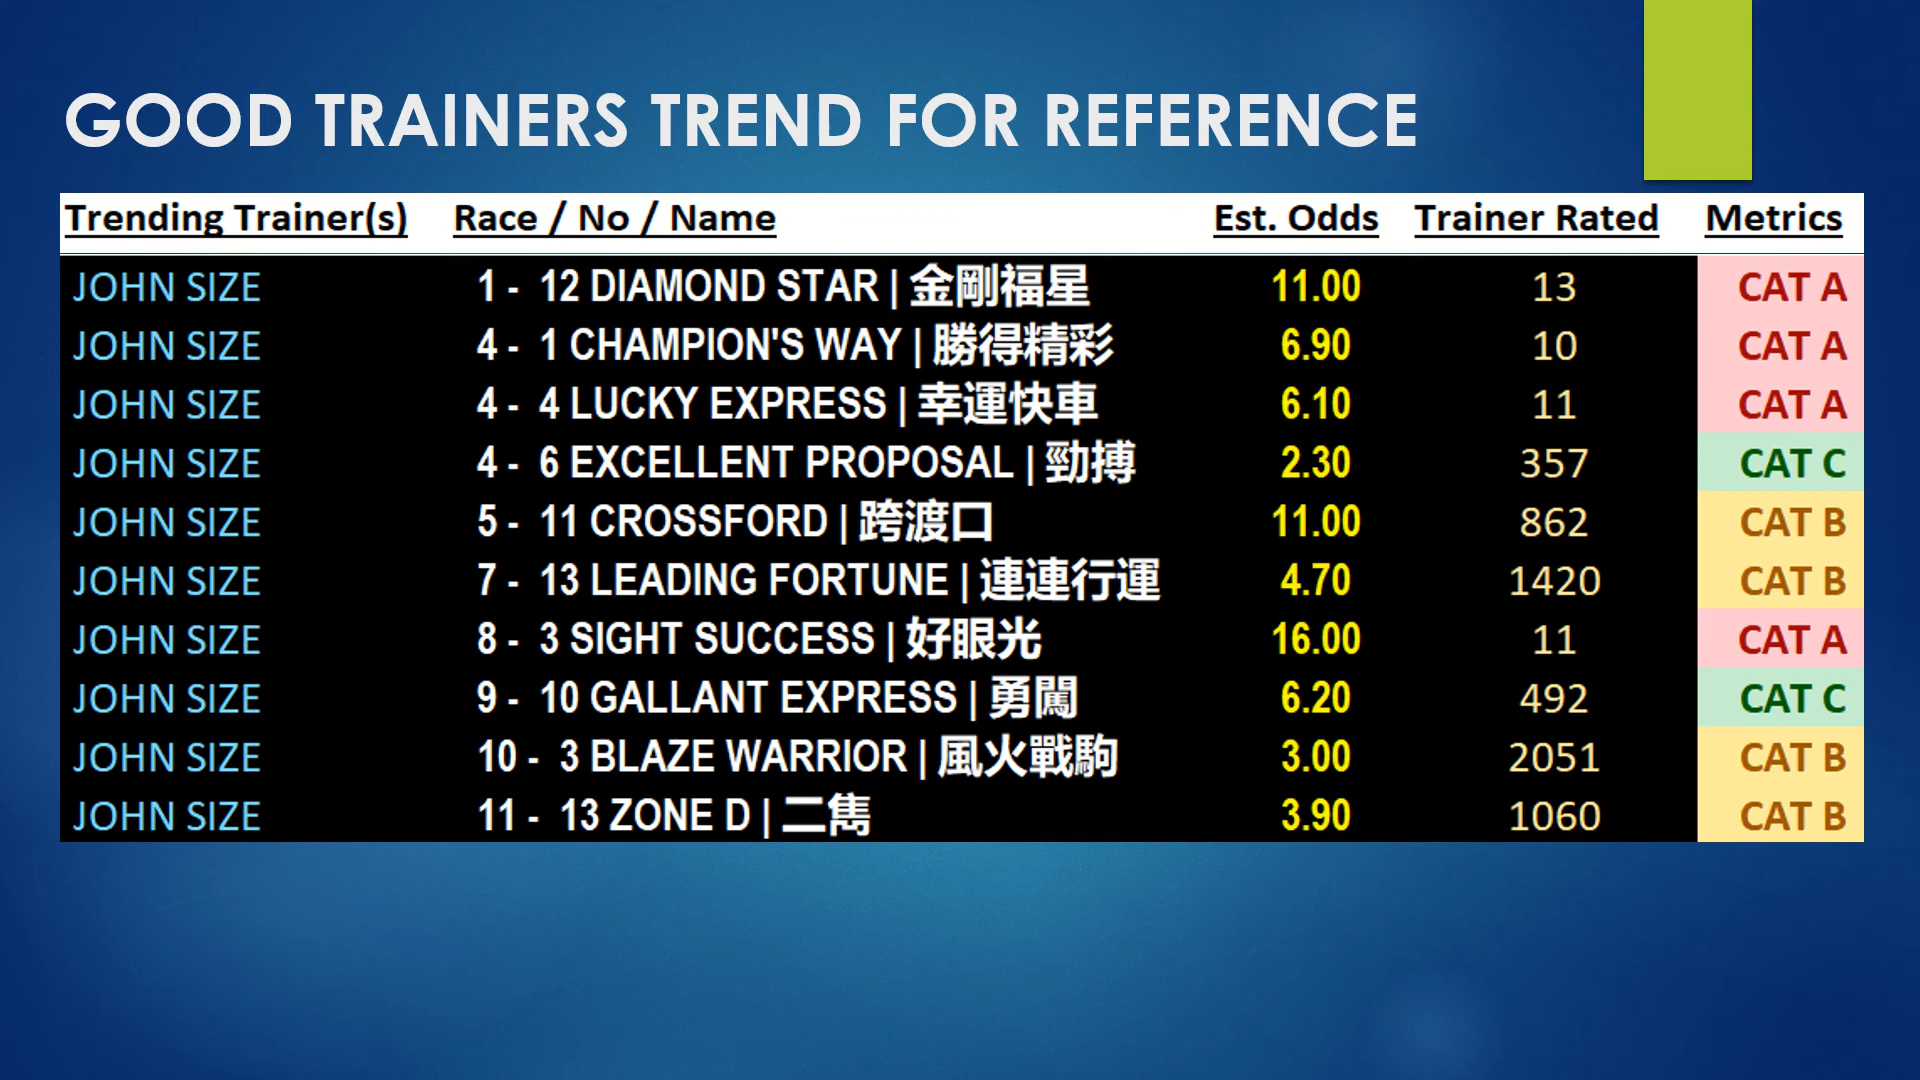 GOOD TRAINERS TREND FOR REFERENCE
Trending Trainer(s) Race / No / Name Est. Odds Trainer Rated Metrics
JOHN SIZE 1 - 12 DIAMOND STAR | 金剛福星 11.00 13 CAT A
JOHN SIZE 4 - 1 CHAMPION'S WAY | 勝得精彩 6.90 10 CAT A
JOHN SIZE 4 - 4 LUCKY EXPRESS | 幸運快車 6.10 11 CAT A
JOHN SIZE 4 - 6 EXCELLENT PROPOSAL | 勁搏 2.30 357 CAT C
JOHN SIZE 5 - 11 CROSSFORD | 跨渡口 11.00 862 CAT B
JOHN SIZE 7 - 13 LEADING FORTUNE | 連連行運 4.70 1420 CAT B
JOHN SIZE 8 - 3 SIGHT SUCCESS | 好眼光 16.00 11 CAT A
JOHN SIZE 9 - 10 GALLANT EXPRESS | 勇闖 6.20 492 CAT C
JOHN SIZE 10 - 3 BLAZE WARRIOR | 風火戰駒 3.00 2051 CAT B
JOHN SIZE 11 - 13 ZONE D | 二雋 3.90 1060 CAT B